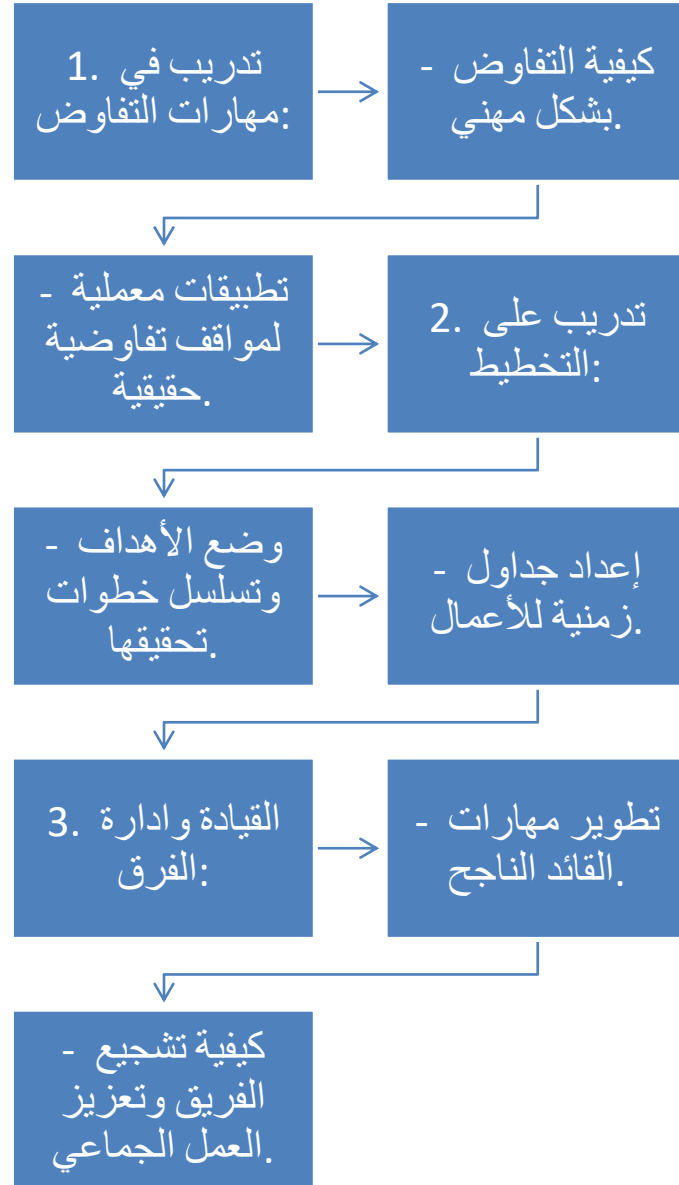 1. تدريب في
مهارات التفاوض:
- كيفية التفاوض
بشكل مهني.
- تطبيقات معملية
لمواقف تفاوضية
حقيقية.
2. تدريب على
التخطيط:
- وضع الأهداف
وتسلسل خطوات
تحقيقها.
- إعداد جداول
زمنية للأعمال.
3. القيادة وادارة
الفرق:
- تطوير مهارات
القائد الناجح.
- كيفية تشجيع
الفريق وتعزيز
العمل الجماعي.